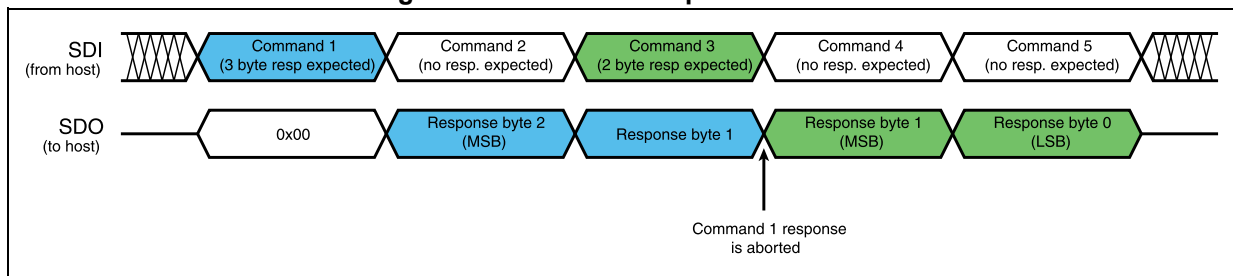 SDI
(from host)
Command 1
(3 byte resp expected)
Command 2
(no resp. expected)
Command 3
(2 byte resp expected)
Command 4
(no resp. expected)
Command 5
(no resp. expected)
SDO
(to host)
0x00
Response byte 2
(MSB)
Response byte 1
Response byte 1
(MSB)
Response byte 0
(LSB)
Command 1 response
is aborted